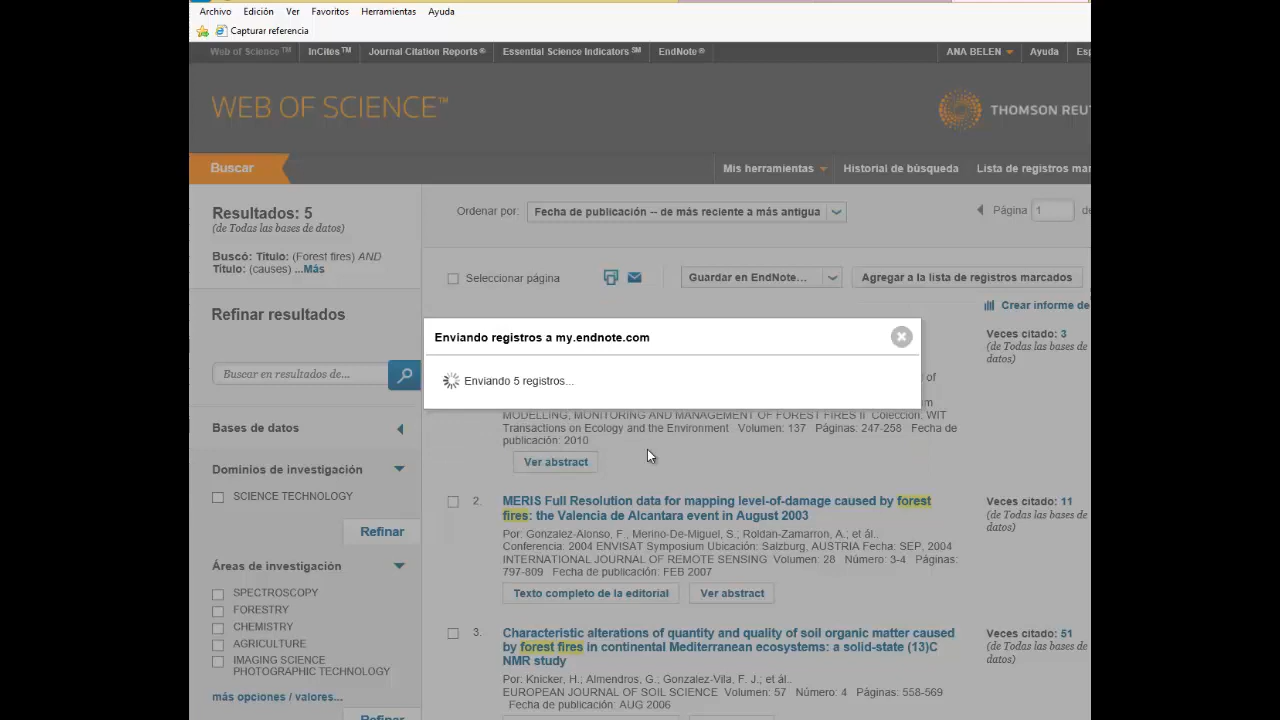 Archivo Edición Ver Favoritos Herramientas Ayuda
Capturar referencia
Web of Science™ InCites™ Journal Citation Reports® Essential Science Indicators℠ EndNote® ANA BELEN Ayuda Esp
WEB OF SCIENCE™
THOMSON REU
Buscar Mis herramientas Historial de búsqueda Lista de registros mar
Resultados: 5
(de Todas las bases de datos)
Buscó: Título: (Forest fires) AND
Título: (causes) ...Más
Ordenar por: Fecha de publicación -- de más reciente a más antigua Página 1 de
Seleccionar página Guardar en EndNote... Agregar a la lista de registros marcados
Crear informe de
Refinar resultados
Buscar en resultados de...
Bases de datos
Dominios de investigación
SCIENCE TECHNOLOGY
Refinar
Áreas de investigación
SPECTROSCOPY
FORESTRY
CHEMISTRY
AGRICULTURE
IMAGING SCIENCE
PHOTOGRAPHIC TECHNOLOGY
más opciones / valores...
Refinar
Enviando registros a my.endnote.com
Enviando 5 registros...
Veces citado: 3
(de Todas las bases de
datos)
of
m
MODELLING, MONITORING AND MANAGEMENT OF FOREST FIRES II Colección: WIT
Transactions on Ecology and the Environment Volumen: 137 Páginas: 247-258 Fecha de
publicación: 2010
Ver abstract
2. MERIS Full Resolution data for mapping level-of-damage caused by forest
fires: the Valencia de Alcantara event in August 2003
Por: Gonzalez-Alonso, F.; Merino-De-Miguel, S.; Roldan-Zamarron, A.; et ál..
Conferencia: 2004 ENVISAT Symposium Ubicación: Salzburg, AUSTRIA Fecha: SEP, 2004
INTERNATIONAL JOURNAL OF REMOTE SENSING Volumen: 28 Número: 3-4 Páginas:
797-809 Fecha de publicación: FEB 2007
Texto completo de la editorial Ver abstract
Veces citado: 11
(de Todas las bases de
datos)
3. Characteristic alterations of quantity and quality of soil organic matter caused
by forest fires in continental Mediterranean ecosystems: a solid-state (13)C
NMR study
Por: Knicker, H.; Almendros, G.; Gonzalez-Vila, F. J.; et ál..
EUROPEAN JOURNAL OF SOIL SCIENCE Volumen: 57 Número: 4 Páginas: 558-569
Fecha de publicación: AUG 2006
Veces citado: 51
(de Todas las bases de
datos)